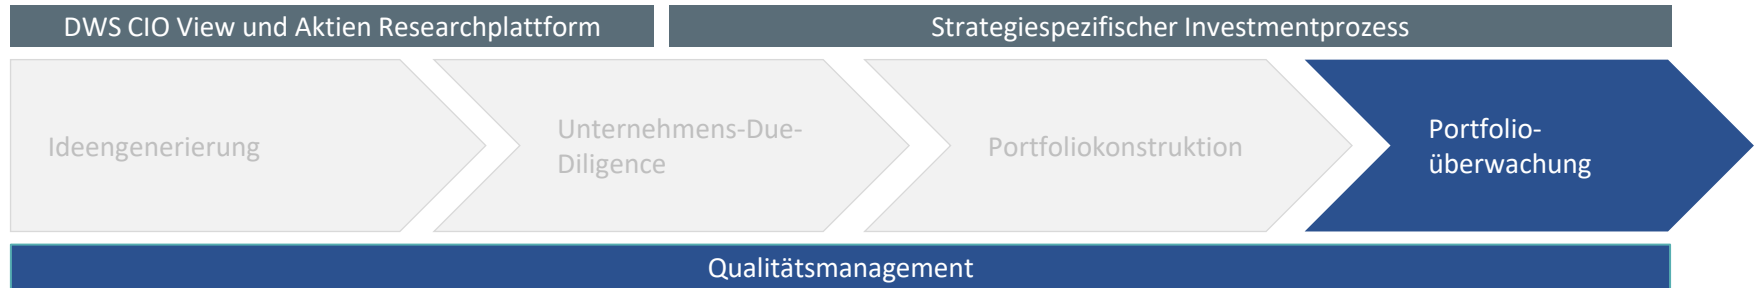 DWS CIO View und Aktien Researchplattform
Strategiespezifischer Investmentprozess
Ideengenerierung
Unternehmens-Due-
Diligence
Portfoliokonstruktion
Portfolio-
überwachung
Qualitätsmanagement